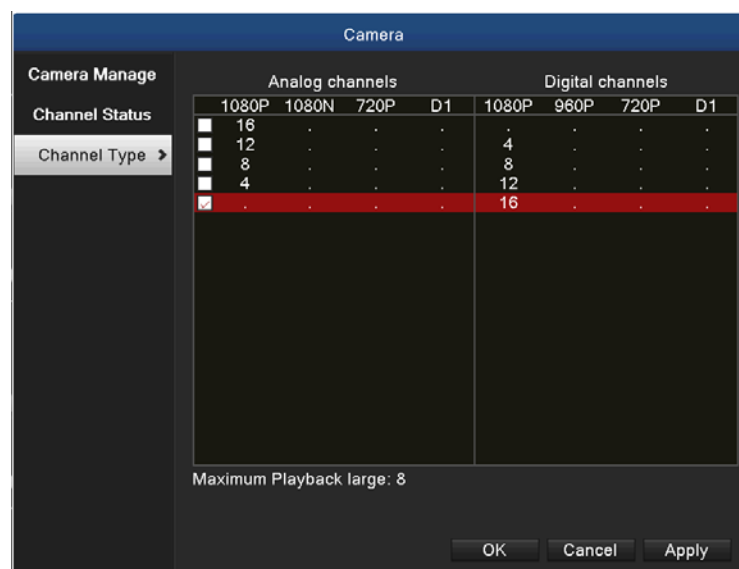 Camera
Camera Manage
Channel Status
Channel Type >
Analog channels Digital channels
1080P 1080N 720P D1 1080P 960P 720P D1
16 . . . . . . .
12 . . . 4 . . .
8 . . . 8 . . .
4 . . . 12 . . .
. . . . 16 . . .
Maximum Playback large: 8
OK Cancel Apply